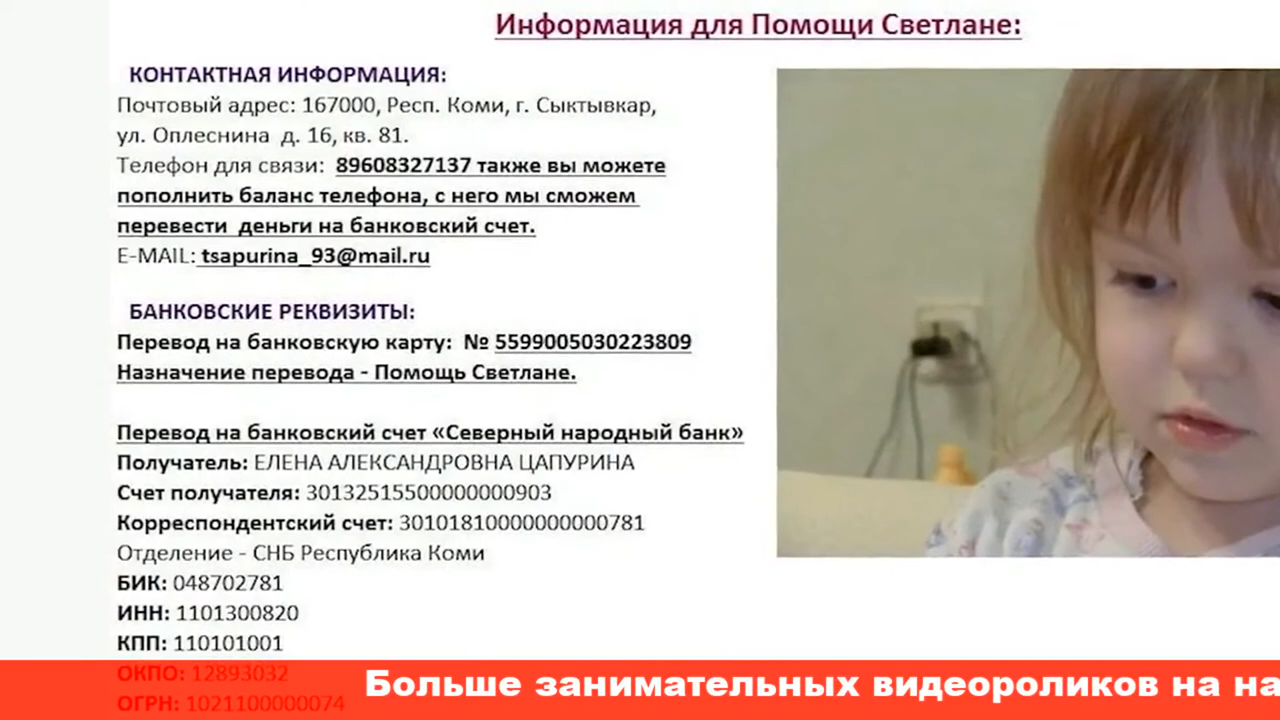 Информация для Помощи Светлане:
КОНТАКТНАЯ ИНФОРМАЦИЯ:
Почтовый адрес: 167000, Респ. Коми, г. Сыктывкар,
ул. Оплеснина д. 16, кв. 81.
Телефон для связи: 89608327137 также вы можете
пополнить баланс телефона, с него мы сможем
перевести деньги на банковский счет.
E-MAIL: tsapurina_93@mail.ru
БАНКОВСКИЕ РЕКВИЗИТЫ:
Перевод на банковскую карту: № 5599005030223809
Назначение перевода - Помощь Светлане.
Перевод на банковский счет «Северный народный банк»
Получатель: ЕЛЕНА АЛЕКСАНДРОВНА ЦАПУРИНА
Счет получателя: 30132515500000000903
Корреспондентский счет: 30101810000000000781
Отделение - СНБ Республика Коми
БИК: 048702781
ИНН: 1101300820
КПП: 110101001
ОКПО: 12893032
ОГРН: 1021100000074
Больше занимательных видеороликов на на